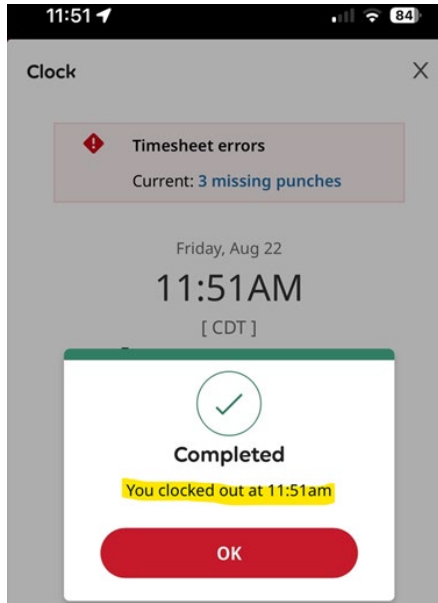 11:51
84
Clock
X
Timesheet errors
Current: 3 missing punches
Friday, Aug 22
11:51AM
[ CDT ]
Completed
You clocked out at 11:51am
OK